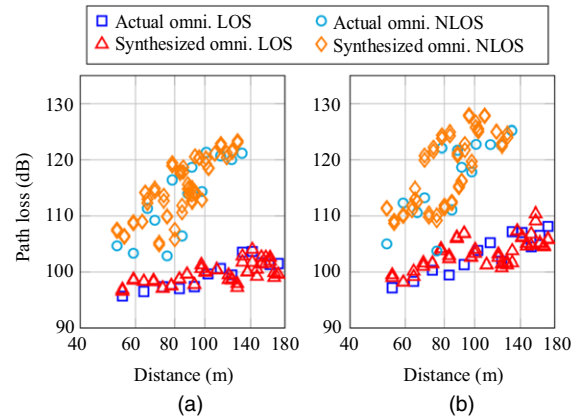 Actual omni. LOS
Actual omni. NLOS
Synthesized omni. LOS
Synthesized omni. NLOS
Path loss (dB)
130
120
110
100
90
40
60
80
100
140
180
Distance (m)
(a)
130
120
110
100
90
40
60
80
100
140
180
Distance (m)
(b)